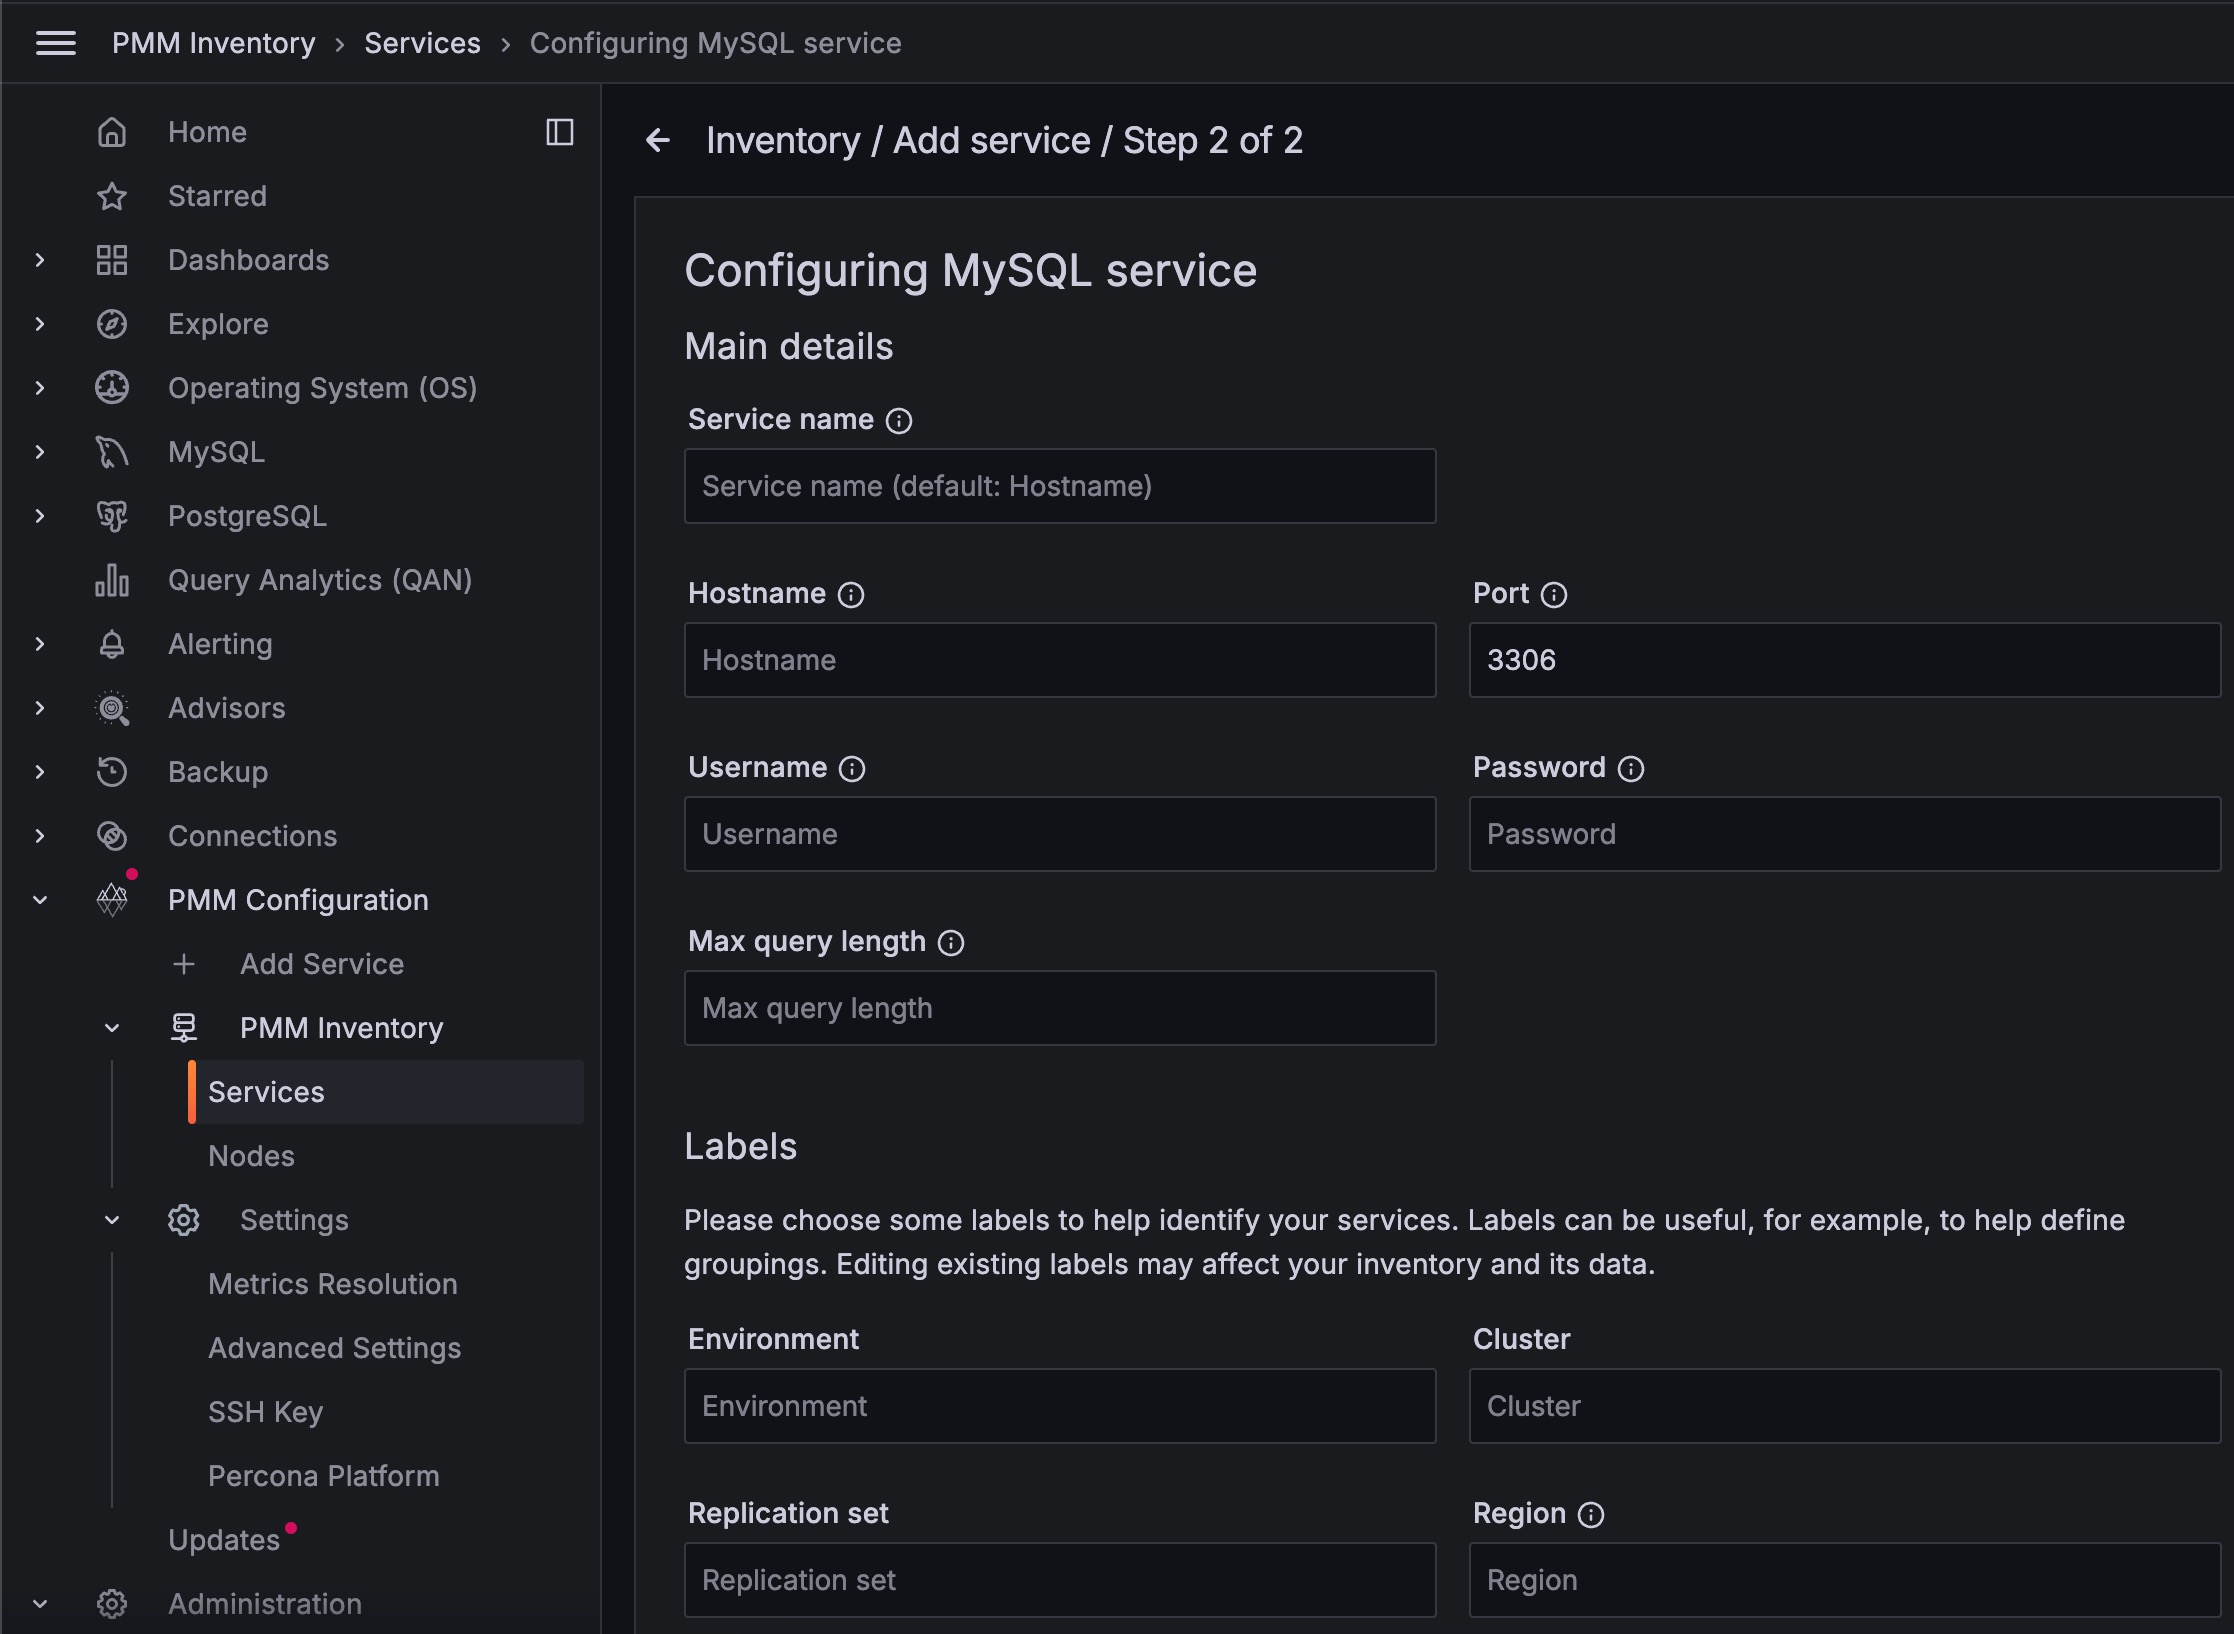 PMM Inventory › Services › Configuring MySQL service
Home
Starred
Dashboards
Explore
Operating System (OS)
MySQL
PostgreSQL
Query Analytics (QAN)
Alerting
Advisors
Backup
Connections
PMM Configuration
Add Service
PMM Inventory
Services
Nodes
Settings
Metrics Resolution
Advanced Settings
SSH Key
Percona Platform
Updates
Administration
Inventory / Add service / Step 2 of 2
Configuring MySQL service
Main details
Service name
Service name (default: Hostname)
Hostname
Hostname
Port
3306
Username
Username
Password
Password
Max query length
Max query length
Labels
Please choose some labels to help identify your services. Labels can be useful, for example, to help define
groupings. Editing existing labels may affect your inventory and its data.
Environment
Environment
Cluster
Cluster
Replication set
Replication set
Region
Region